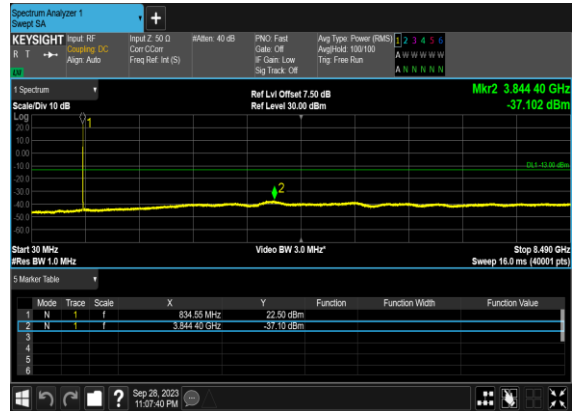 Spectrum Analyzer 1
Swept SA
+
KEYSIGHT
R T
Input: RF
Coupling: DC
Align: Auto
Input Z: 50 Ω
Corr CCorr
Freq Ref: Int (S)
#Atten: 40 dB
PNO: Fast
Gate: Off
IF Gain: Low
Sig Track: Off
Avg Type: Power (RMS)
Avg|Hold: 100/100
Trig: Free Run
1 2 3 4 5 6
A W W W W W
A N N N N N
1 Spectrum
Scale/Div 10 dB
Ref Lvl Offset 7.50 dB
Ref Level 30.00 dBm
Mkr2 3.844 40 GHz
-37.102 dBm
Log
20.0
10.0
0.00
-10.0
-20.0
-30.0
-40.0
-50.0
-60.0
1
2
DL1 -13.00 dBm
Start 30 MHz
#Res BW 1.0 MHz
Video BW 3.0 MHz*
Stop 8.490 GHz
Sweep 16.0 ms (40001 pts)
5 Marker Table
Mode Trace Scale X Y Function Function Width Function Value
1 N 1 f 834.55 MHz 22.50 dBm
2 N 1 f 3.844 40 GHz -37.10 dBm
3
4
5
6
?
Sep 28, 2023
11:07:40 PM